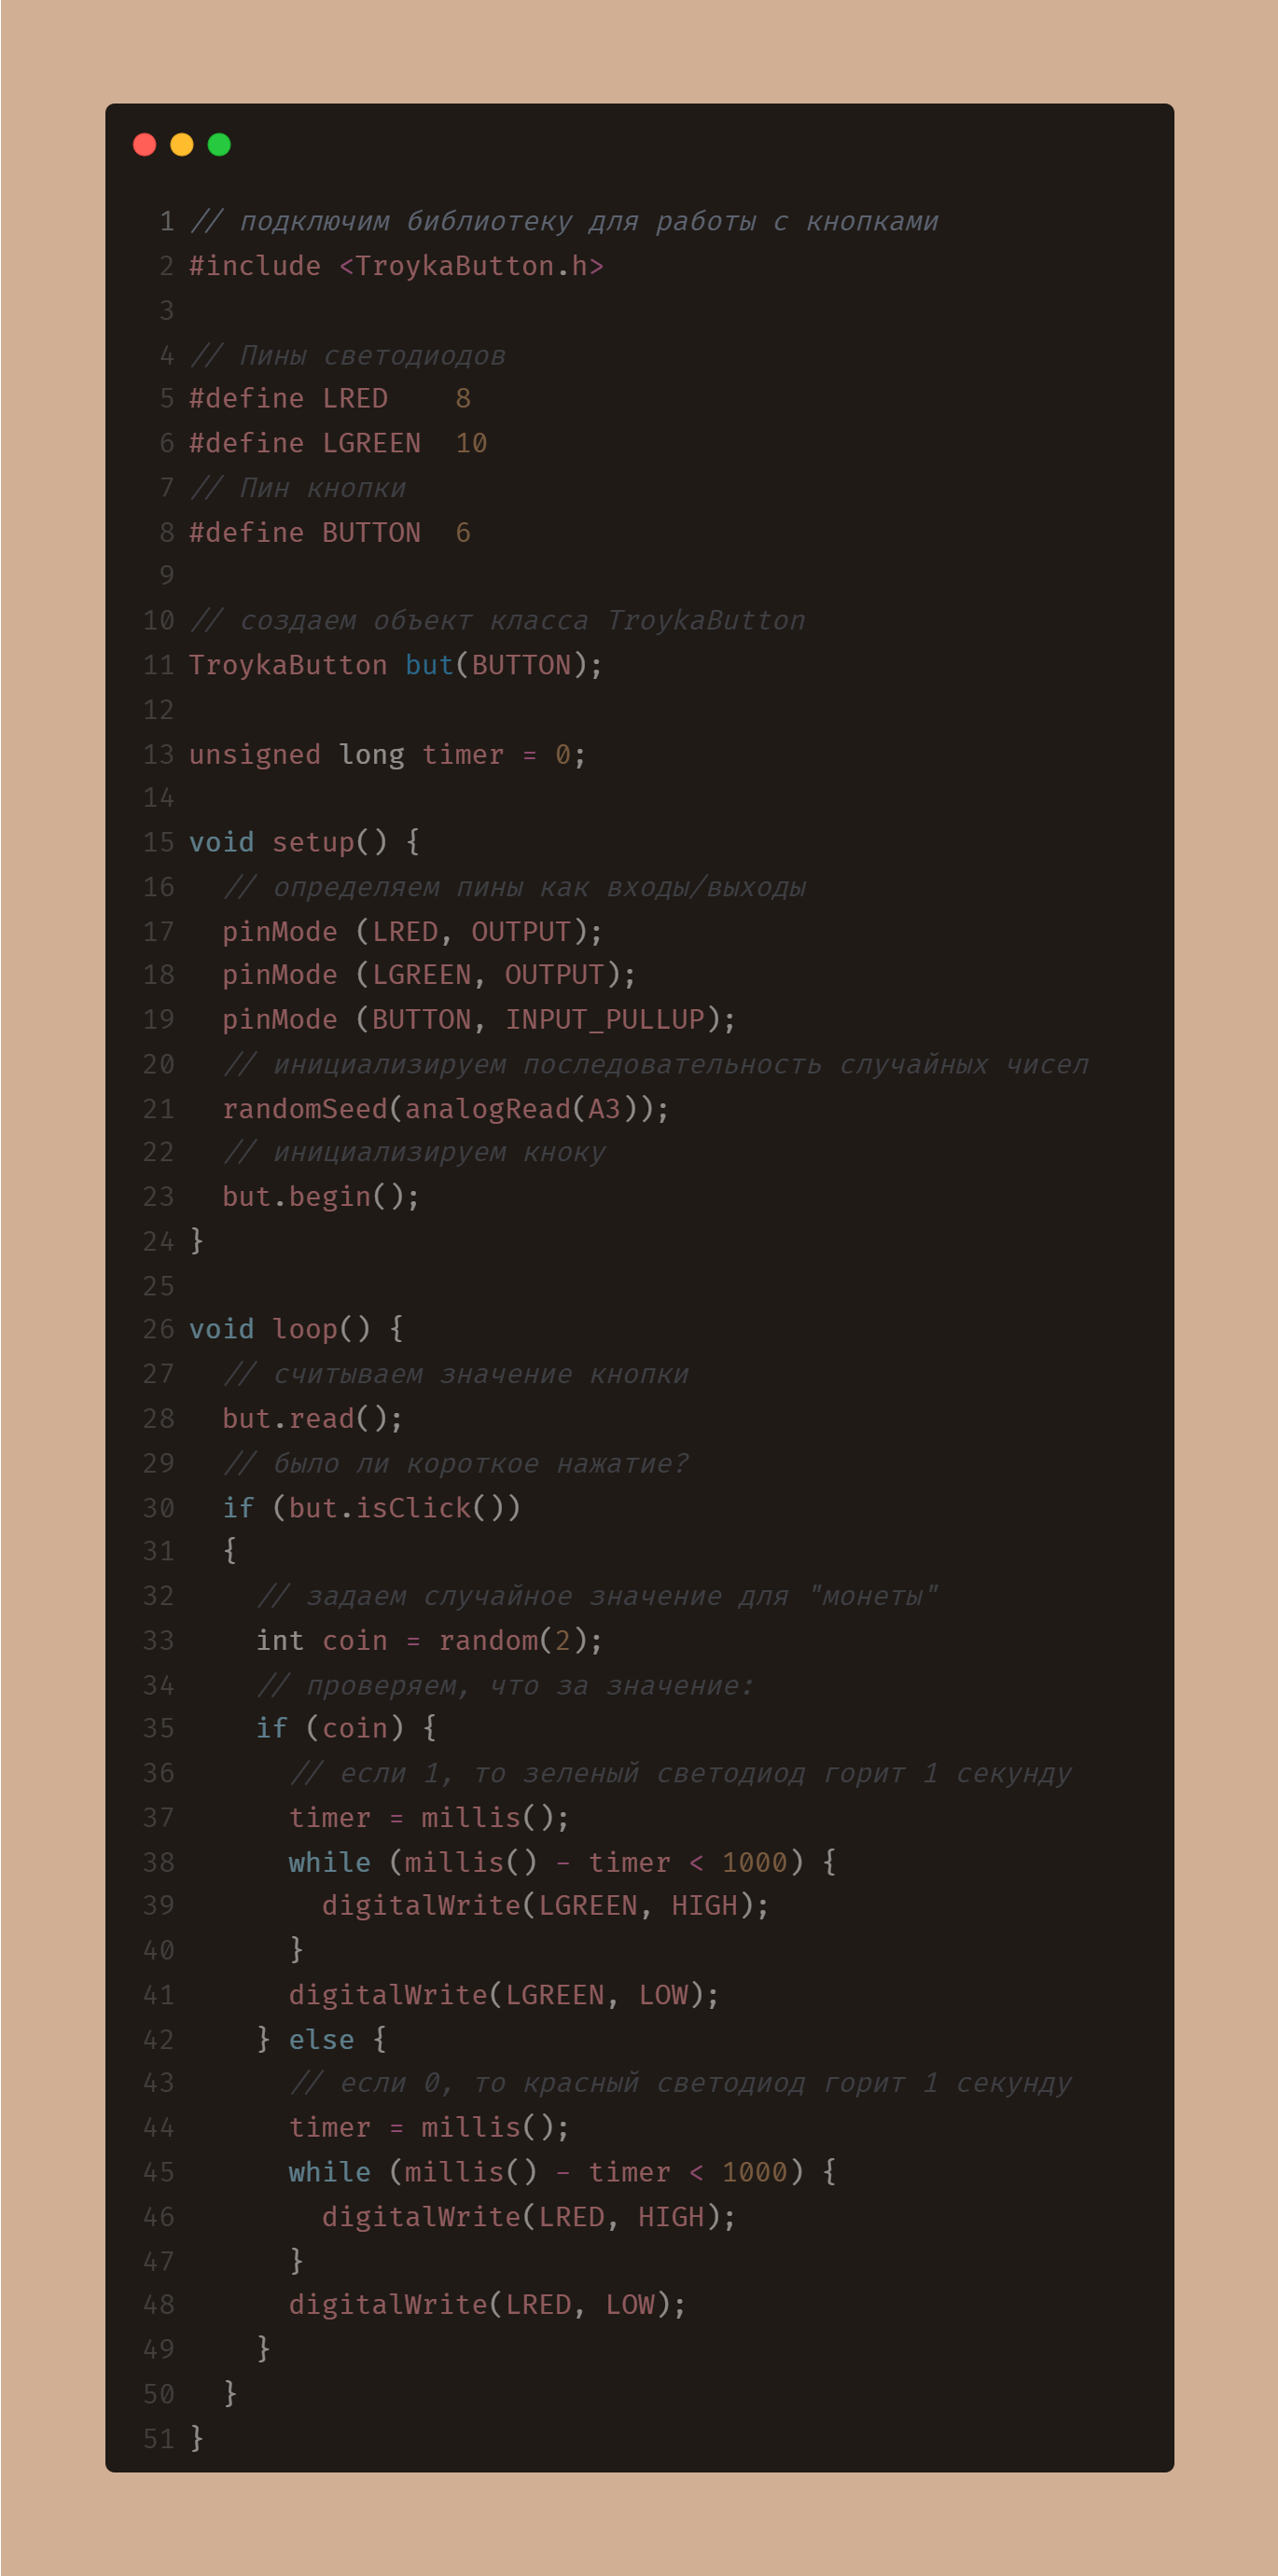 1 // подключим библиотеку для работы с кнопками
2 #include <TroykaButton.h>
3
4 // Пины светодиодов
5 #define LRED    8
6 #define LGREEN  10
7 // Пин кнопки
8 #define BUTTON  6
9
10 // создаем объект класса TroykaButton
11 TroykaButton but(BUTTON);
12
13 unsigned long timer = 0;
14
15 void setup() {
16   // определяем пины как входы/выходы
17   pinMode (LRED, OUTPUT);
18   pinMode (LGREEN, OUTPUT);
19   pinMode (BUTTON, INPUT_PULLUP);
20   // инициализируем последовательность случайных чисел
21   randomSeed(analogRead(A3));
22   // инициализируем кноку
23   but.begin();
24 }
25
26 void loop() {
27   // считываем значение кнопки
28   but.read();
29   // было ли короткое нажатие?
30   if (but.isClick())
31   {
32     // задаем случайное значение для "монеты"
33     int coin = random(2);
34     // проверяем, что за значение:
35     if (coin) {
36       // если 1, то зеленый светодиод горит 1 секунду
37       timer = millis();
38       while (millis() - timer < 1000) {
39         digitalWrite(LGREEN, HIGH);
40       }
41       digitalWrite(LGREEN, LOW);
42     } else {
43       // если 0, то красный светодиод горит 1 секунду
44       timer = millis();
45       while (millis() - timer < 1000) {
46         digitalWrite(LRED, HIGH);
47       }
48       digitalWrite(LRED, LOW);
49     }
50   }
51 }